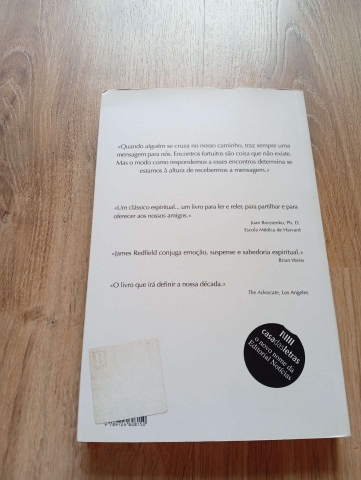 «Quando alguém se cruza no nosso caminho, traz sempre uma
mensagem para nós. Encontros fortuitos são coisa que não existe.
Mas o modo como respondemos a esses encontros determina se
estamos à altura de recebermos a mensagem.»
«Um clássico espiritual... um livro para ler e reler, para partilhar e para
oferecer aos nossos amigos.»
Joan Borysenko, Ph. D.
Escola Médica de Harvard
«James Redfield conjuga emoção, suspense e sabedoria espiritual.»
Brian Weiss
«O livro que irá definir a nossa década.»
The Advocate, Los Angeles
casadasletras
o novo nome da
Editorial Notícias